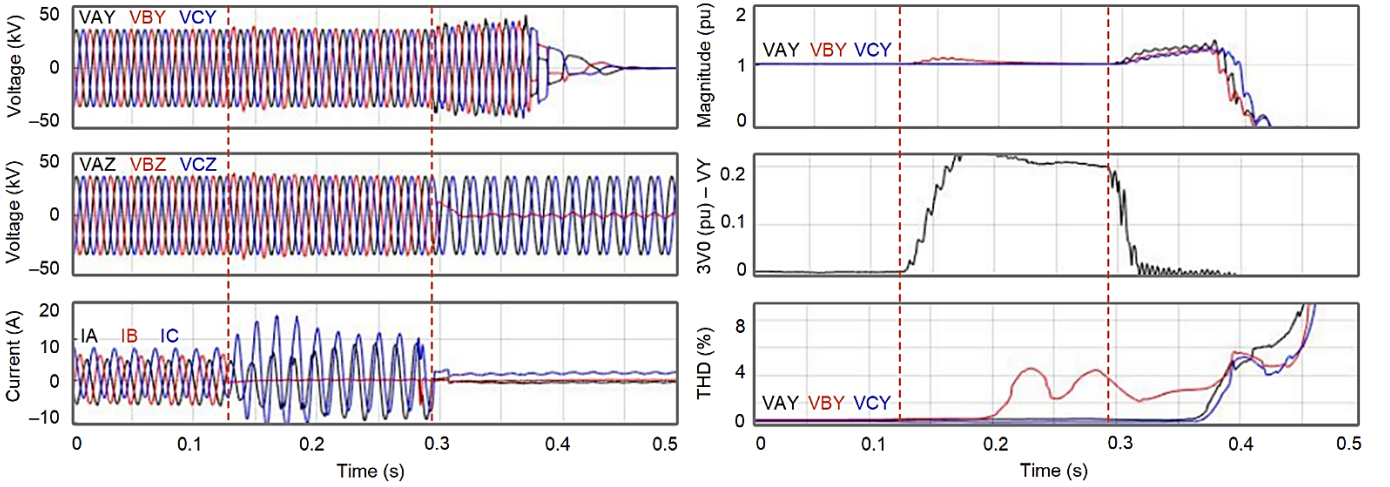 Voltage (kV)
50
0
–50
VAY VBY VCY
Voltage (kV)
50
0
–50
VAZ VBZ VCZ
Current (A)
20
10
0
–10
IA IB IC
0 0.1 0.2 0.3 0.4 0.5
Time (s)
Magnitude (pu)
2
1
0
VAY VBY VCY
3V0 (pu) – VY
0.2
0.1
0
THD (%)
8
4
0
VAY VBY VCY
0 0.1 0.2 0.3 0.4 0.5
Time (s)